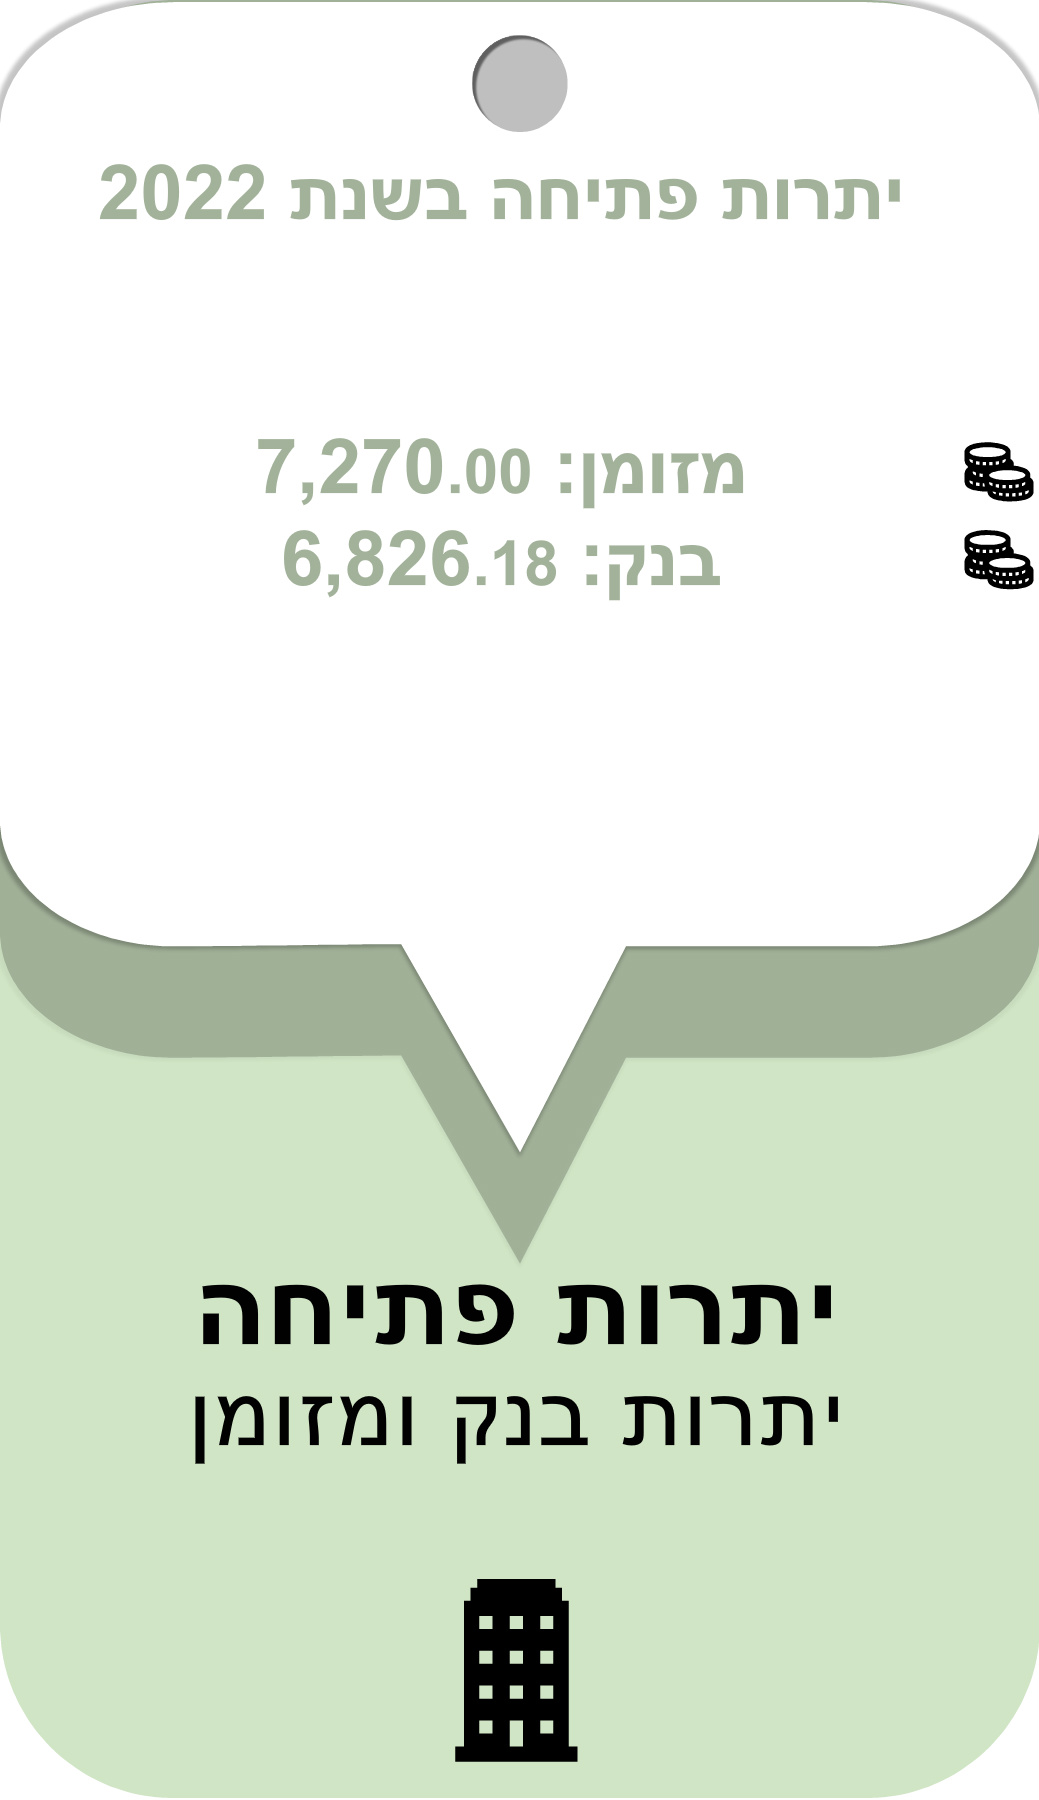 יתרות פתיחה בשנת 2022
מזומן: 7,270.00
בנק: 6,826.18
יתרות פתיחה
יתרות בנק ומזומן